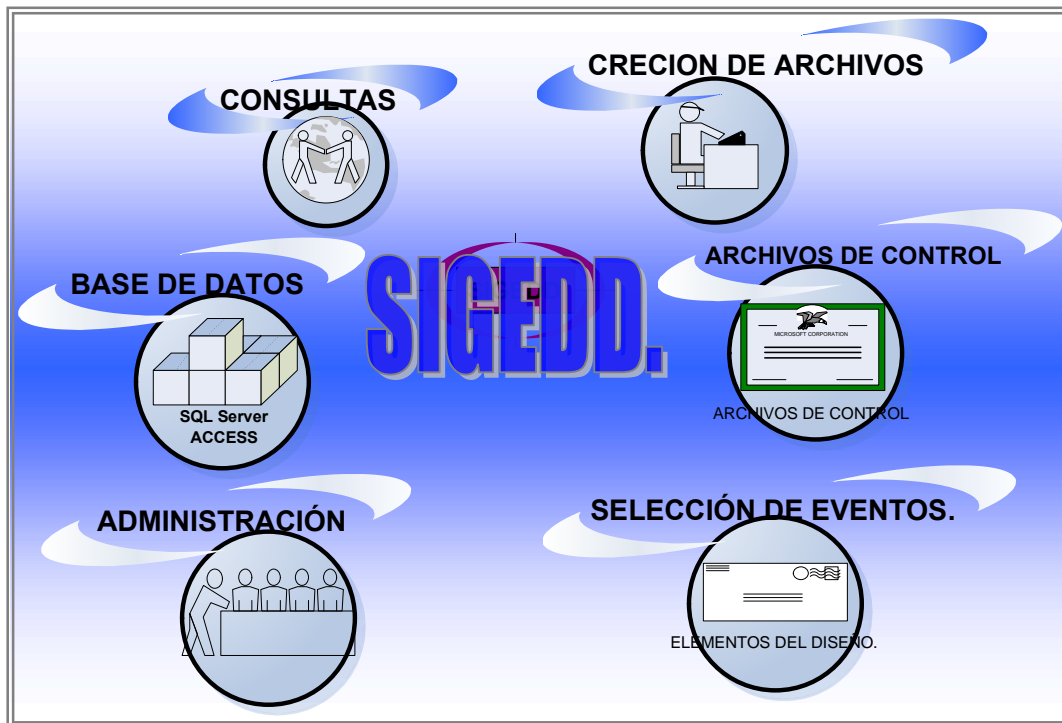 CRECION DE ARCHIVOS
CONSULTAS
ARCHIVOS DE CONTROL
BASE DE DATOS
SIGEDD.
MICROSOFT CORPORATION
ARCHIVOS DE CONTROL
SQL Server
ACCESS
ADMINISTRACIÓN
SELECCIÓN DE EVENTOS.
ELEMENTOS DEL DISEÑO.